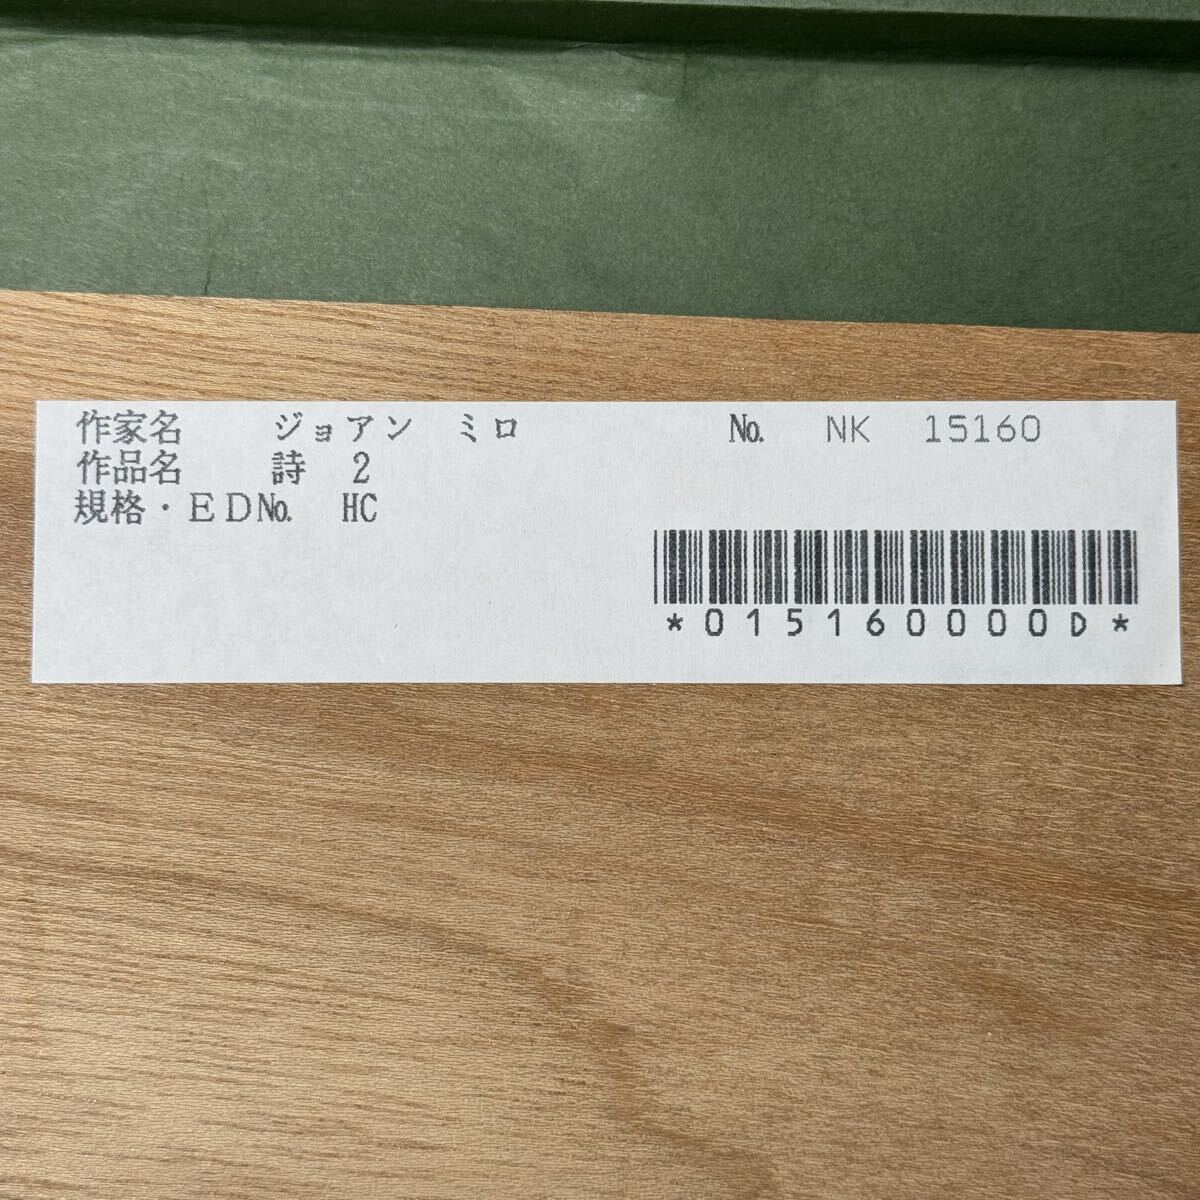 作家名 ジョアン ミロ № NK 15160
作品名 詩 2
規格・ED№ HC
*015160000D*